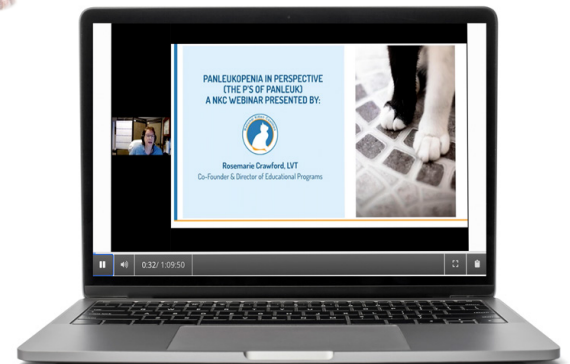 PANLEUKOPENIA IN PERSPECTIVE
(THE P'S OF PANLEUK)
A NKC WEBINAR PRESENTED BY:
Rosemarie Crawford, LVT
Co-Founder & Director of Educational Programs
0:32/ 1:09:50